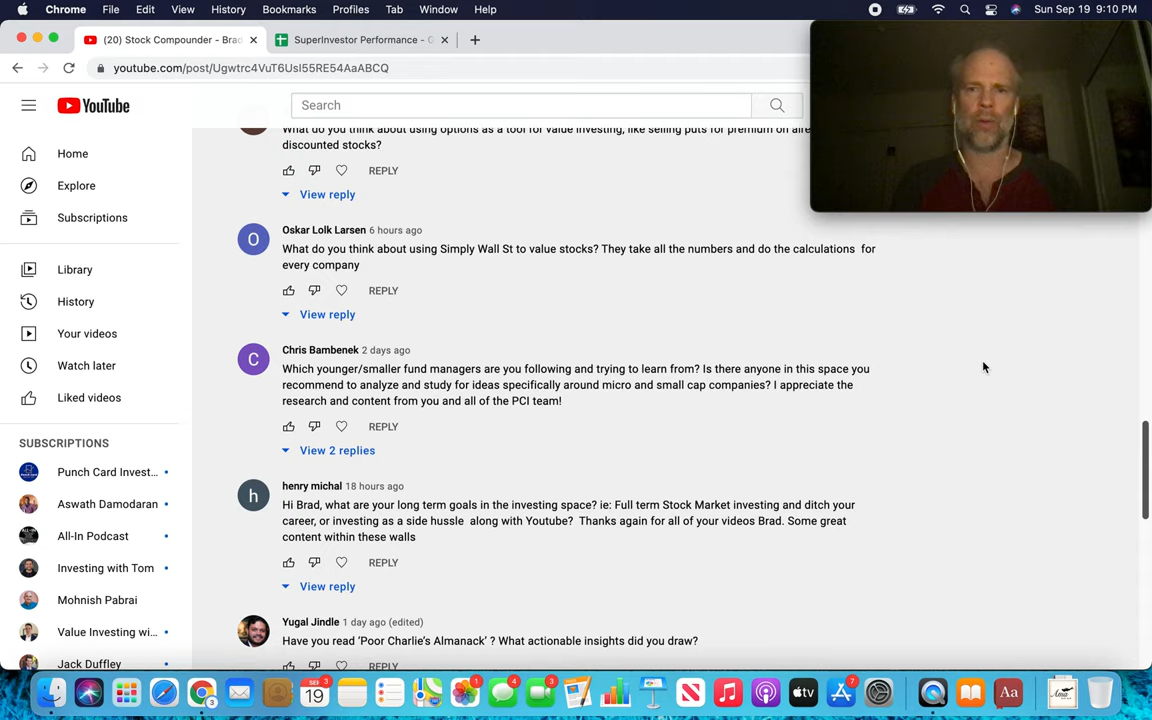 Chrome File Edit View History Bookmarks Profiles Tab Window Help Sun Sep 19 9:10 PM
(20) Stock Compounder - Brad SuperInvestor Performance - G
youtube.com/post/Ugwtrc4VuT6UsI55RE54AaABCQ
YouTube
Search
Home
Explore
Subscriptions
Library
History
Your videos
Watch later
Liked videos
SUBSCRIPTIONS
Punch Card Invest...
Aswath Damodaran
All-In Podcast
Investing with Tom
Mohnish Pabrai
Value Investing wi...
Jack Duffley
What do you think about using options as a tool for value investing, like selling puts for premium on
discounted stocks?
REPLY
View reply
O
Oskar Lolk Larsen 6 hours ago
What do you think about using Simply Wall St to value stocks? They take all the numbers and do the calculations for
every company
REPLY
View reply
C
Chris Bambenek 2 days ago
Which younger/smaller fund managers are you following and trying to learn from? Is there anyone in this space you
recommend to analyze and study for ideas specifically around micro and small cap companies? I appreciate the
research and content from you and all of the PCI team!
REPLY
View 2 replies
h
henry michal 18 hours ago
Hi Brad, what are your long term goals in the investing space? ie: Full term Stock Market investing and ditch your
career, or investing as a side hussle along with Youtube? Thanks again for all of your videos Brad. Some great
content within these walls
REPLY
View reply
Yugal Jindle 1 day ago (edited)
Have you read 'Poor Charlie's Almanack' ? What actionable insights did you draw?
REPLY
SEP 3
19
3
1
4
3
tv
7
Aa